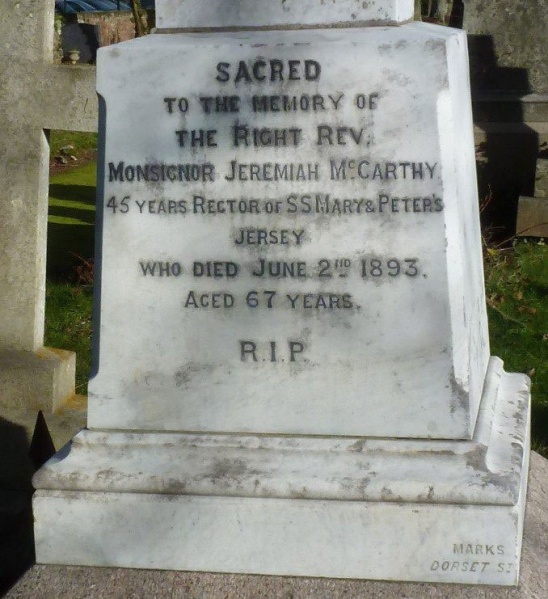 SACRED
TO THE MEMORY OF
THE RIGHT REV.
MONSIGNOR JEREMIAH MCCARTHY
45 YEARS RECTOR OF S S MARY & PETER'S
JERSEY
WHO DIED JUNE 2ND 1893.
AGED 67 YEARS.
R.I.P.
MARKS
DORSET ST